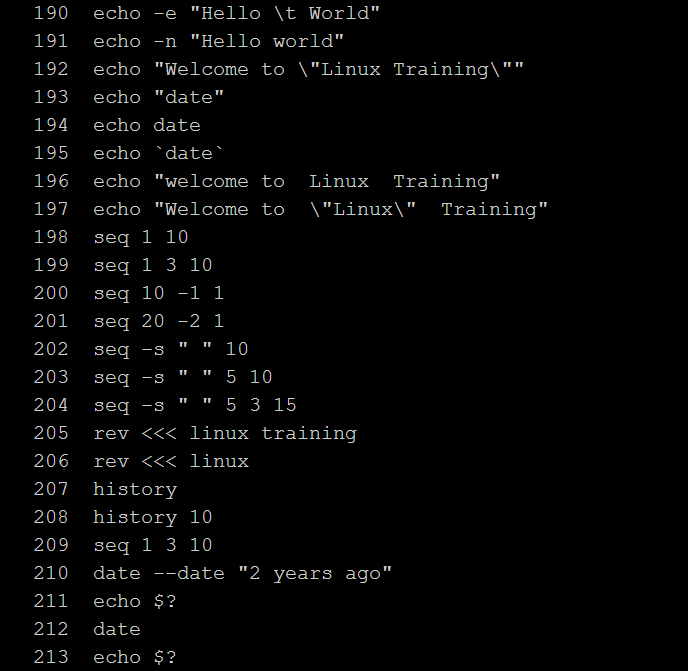 190  echo -e "Hello \t World"
191  echo -n "Hello world"
192  echo "Welcome to \"Linux Training\""
193  echo "date"
194  echo date
195  echo `date`
196  echo "welcome to  Linux  Training"
197  echo "Welcome to  \"Linux\"  Training"
198  seq 1 10
199  seq 1 3 10
200  seq 10 -1 1
201  seq 20 -2 1
202  seq -s " " 10
203  seq -s " " 5 10
204  seq -s " " 5 3 15
205  rev <<< linux training
206  rev <<< linux
207  history
208  history 10
209  seq 1 3 10
210  date --date "2 years ago"
211  echo $?
212  date
213  echo $?